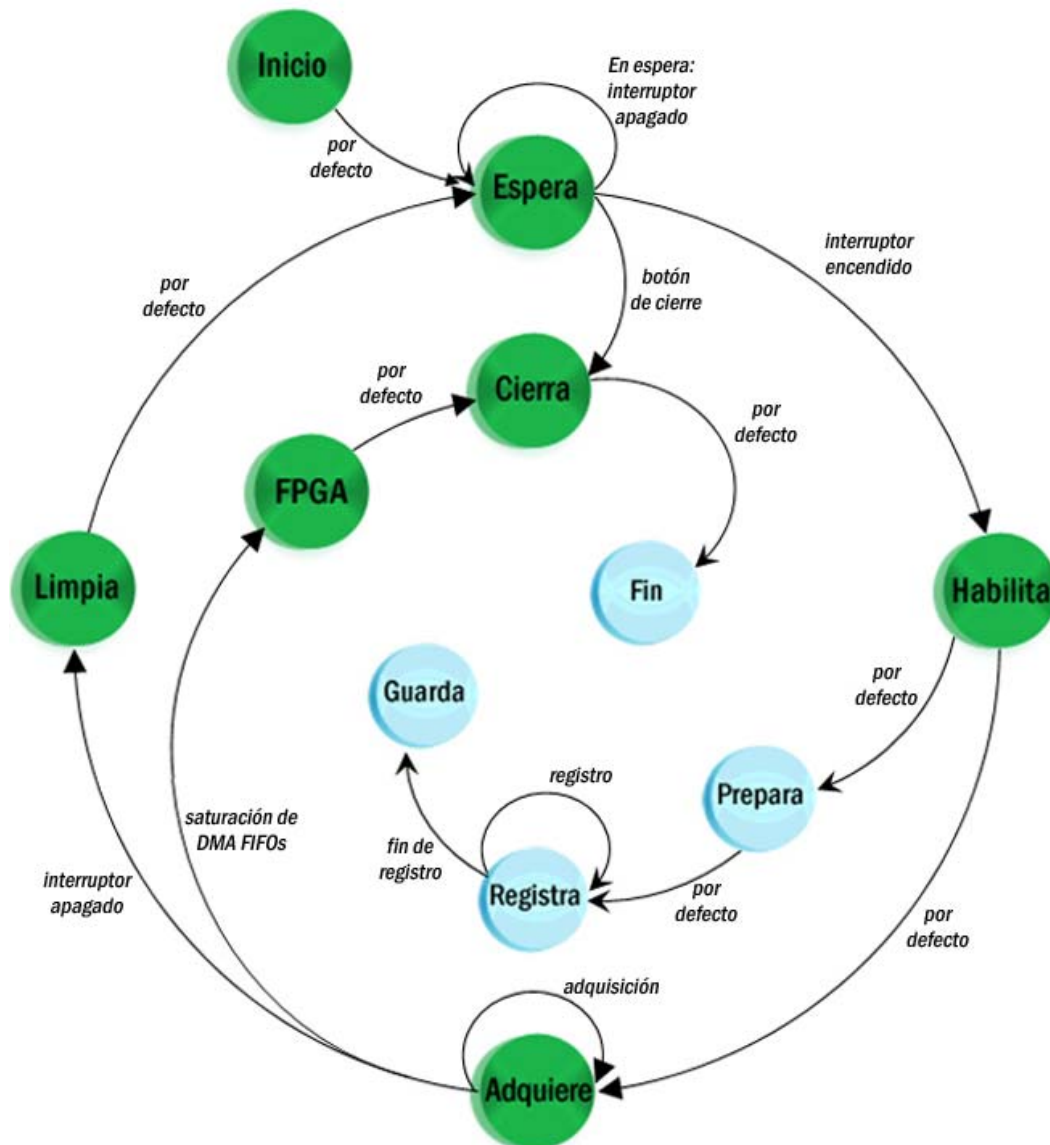 Inicio
En espera:
interruptor
apagado
por
defecto
Espera
interruptor
encendido
por
defecto
botón
de cierre
Cierra
por
defecto
por
defecto
FPGA
Limpia
Fin
Habilita
Guarda
por
defecto
registro
Prepara
saturación de
DMA FIFOs
fin de
registro
interruptor
apagado
Registra
por
defecto
por
defecto
adquisición
Adquiere